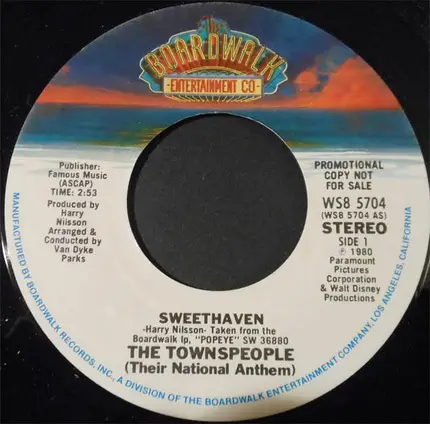 THE
BOARDWALK
ENTERTAINMENT CO
Publisher:
Famous Music
(ASCAP)
TIME: 2:53
Produced by
Harry
Nilsson
Arranged &
Conducted by
Van Dyke
Parks
PROMOTIONAL
COPY NOT
FOR SALE
WS8 5704
(WS8 5704 AS)
STEREO
SIDE 1
℗ 1980
Paramount
Pictures
Corporation
& Walt Disney
Productions
SWEETHAVEN
-Harry Nilsson- Taken from the
Boardwalk lp, "POPEYE" SW 36880
THE TOWNSPEOPLE
(Their National Anthem)
MANUFACTURED BY BOARDWALK RECORDS, INC., A DIVISION OF THE BOARDWALK ENTERTAINMENT COMPANY, LOS ANGELES, CALIFORNIA